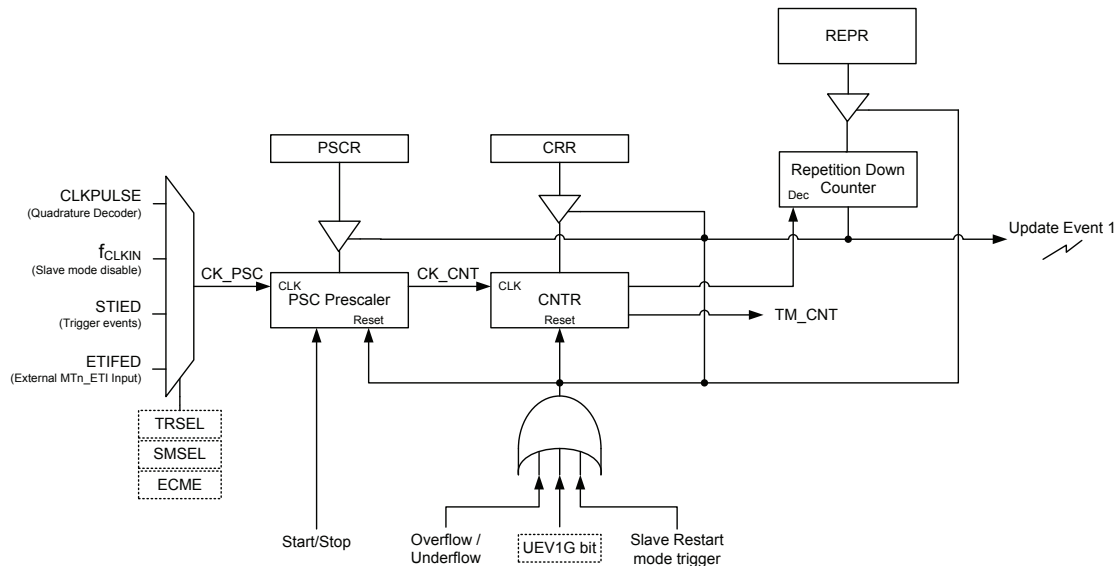 REPR
PSCR
CRR
Repetition Down
Counter
Dec
CLKPULSE
(Quadrature Decoder)
fCLKIN
(Slave mode disable)
STIED
(Trigger events)
ETIFED
(External MTn_ETI Input)
CK_PSC
CLK
PSC Prescaler
Reset
CK_CNT
CLK
CNTR
Reset
Update Event 1
TM_CNT
TRSEL
SMSEL
ECME
Start/Stop
Overflow /
Underflow
UEV1G bit
Slave Restart
mode trigger